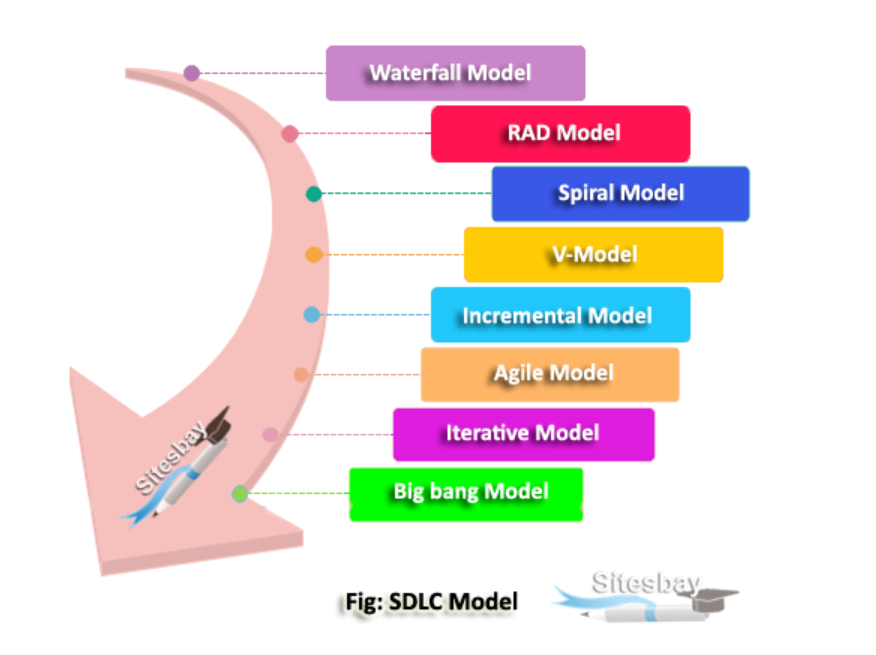 Waterfall Model
RAD Model
Spiral Model
V-Model
Incremental Model
Agile Model
Iterative Model
Big bang Model
Sitesbay
Fig: SDLC Model
Sitesbay